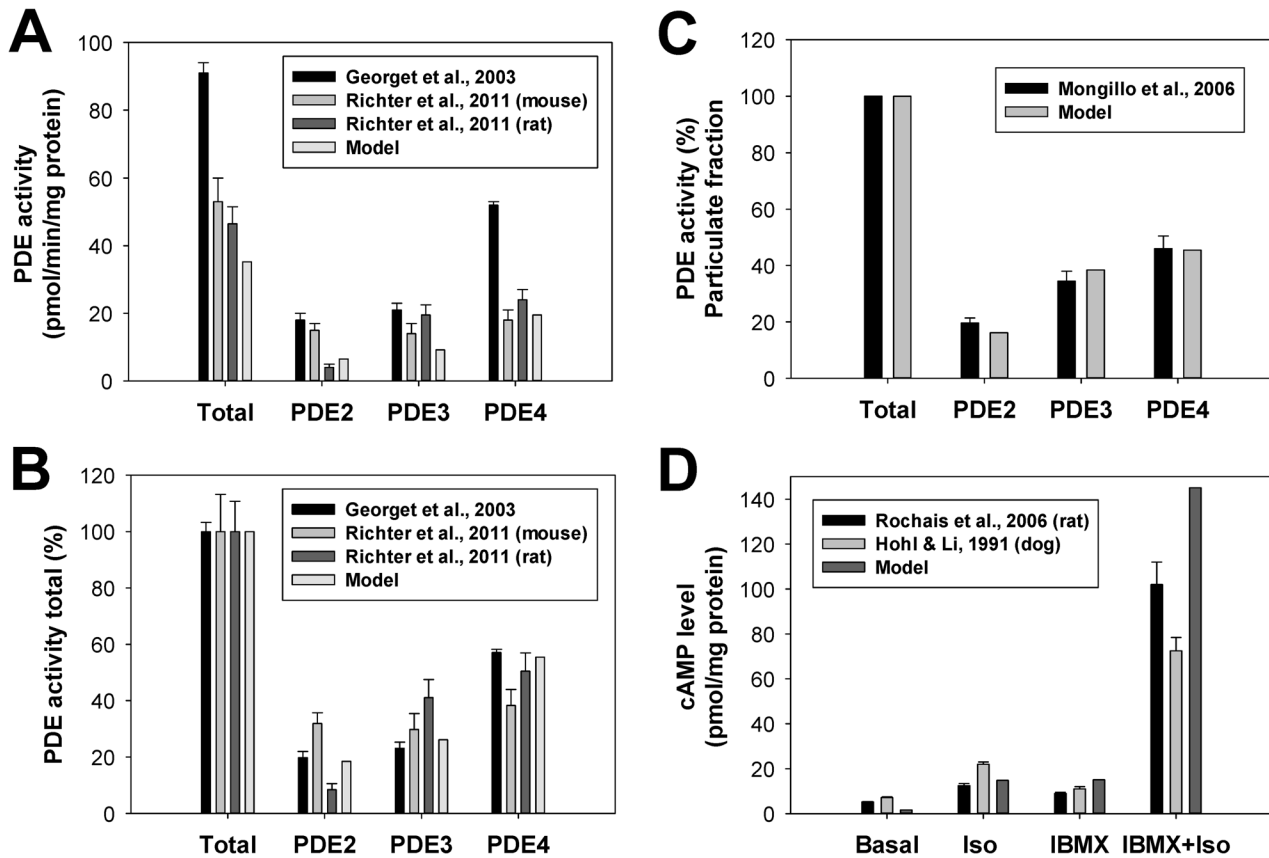 A
PDE activity
(pmol/min/mg protein)
100
80
60
40
20
0
Georget et al., 2003
Richter et al., 2011 (mouse)
Richter et al., 2011 (rat)
Model
Total PDE2 PDE3 PDE4
C
PDE activity (%)
Particulate fraction
120
100
80
60
40
20
0
Mongillo et al., 2006
Model
Total PDE2 PDE3 PDE4
B
PDE activity total (%)
120
100
80
60
40
20
0
Georget et al., 2003
Richter et al., 2011 (mouse)
Richter et al., 2011 (rat)
Model
Total PDE2 PDE3 PDE4
D
cAMP level
(pmol/mg protein)
140
120
100
80
60
40
20
0
Rochais et al., 2006 (rat)
Hohl & Li, 1991 (dog)
Model
Basal Iso IBMX IBMX+Iso